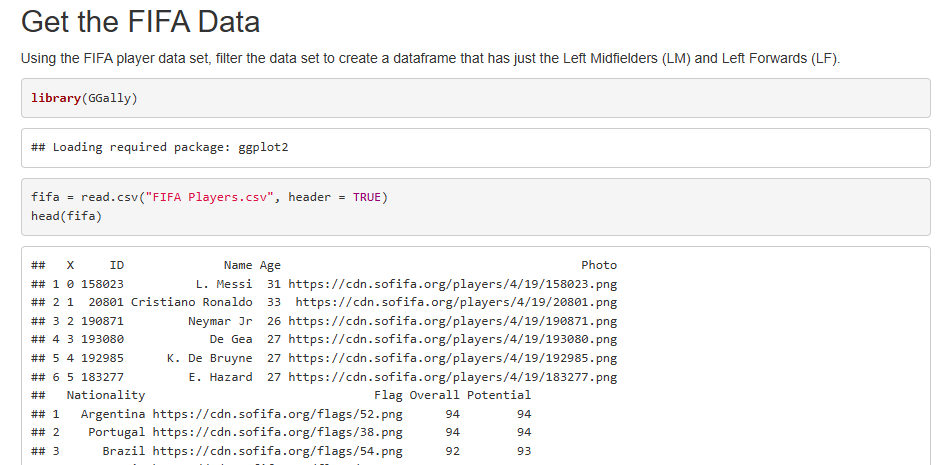 Get the FIFA Data
Using the FIFA player data set, filter the data set to create a dataframe that has just the Left Midfielders (LM) and Left Forwards (LF).
library(GGally)
## Loading required package: ggplot2
fifa = read.csv("FIFA Players.csv", header = TRUE)
head(fifa)
##   X     ID              Name Age                                          Photo
## 1 0 158023          L. Messi  31 https://cdn.sofifa.org/players/4/19/158023.png
## 2 1  20801 Cristiano Ronaldo  33  https://cdn.sofifa.org/players/4/19/20801.png
## 3 2 190871         Neymar Jr  26 https://cdn.sofifa.org/players/4/19/190871.png
## 4 3 193080            De Gea  27 https://cdn.sofifa.org/players/4/19/193080.png
## 5 4 192985      K. De Bruyne  27 https://cdn.sofifa.org/players/4/19/192985.png
## 6 5 183277         E. Hazard  27 https://cdn.sofifa.org/players/4/19/183277.png
##   Nationality                                Flag Overall Potential
## 1   Argentina https://cdn.sofifa.org/flags/52.png      94        94
## 2    Portugal https://cdn.sofifa.org/flags/38.png      94        94
## 3      Brazil https://cdn.sofifa.org/flags/54.png      92        93